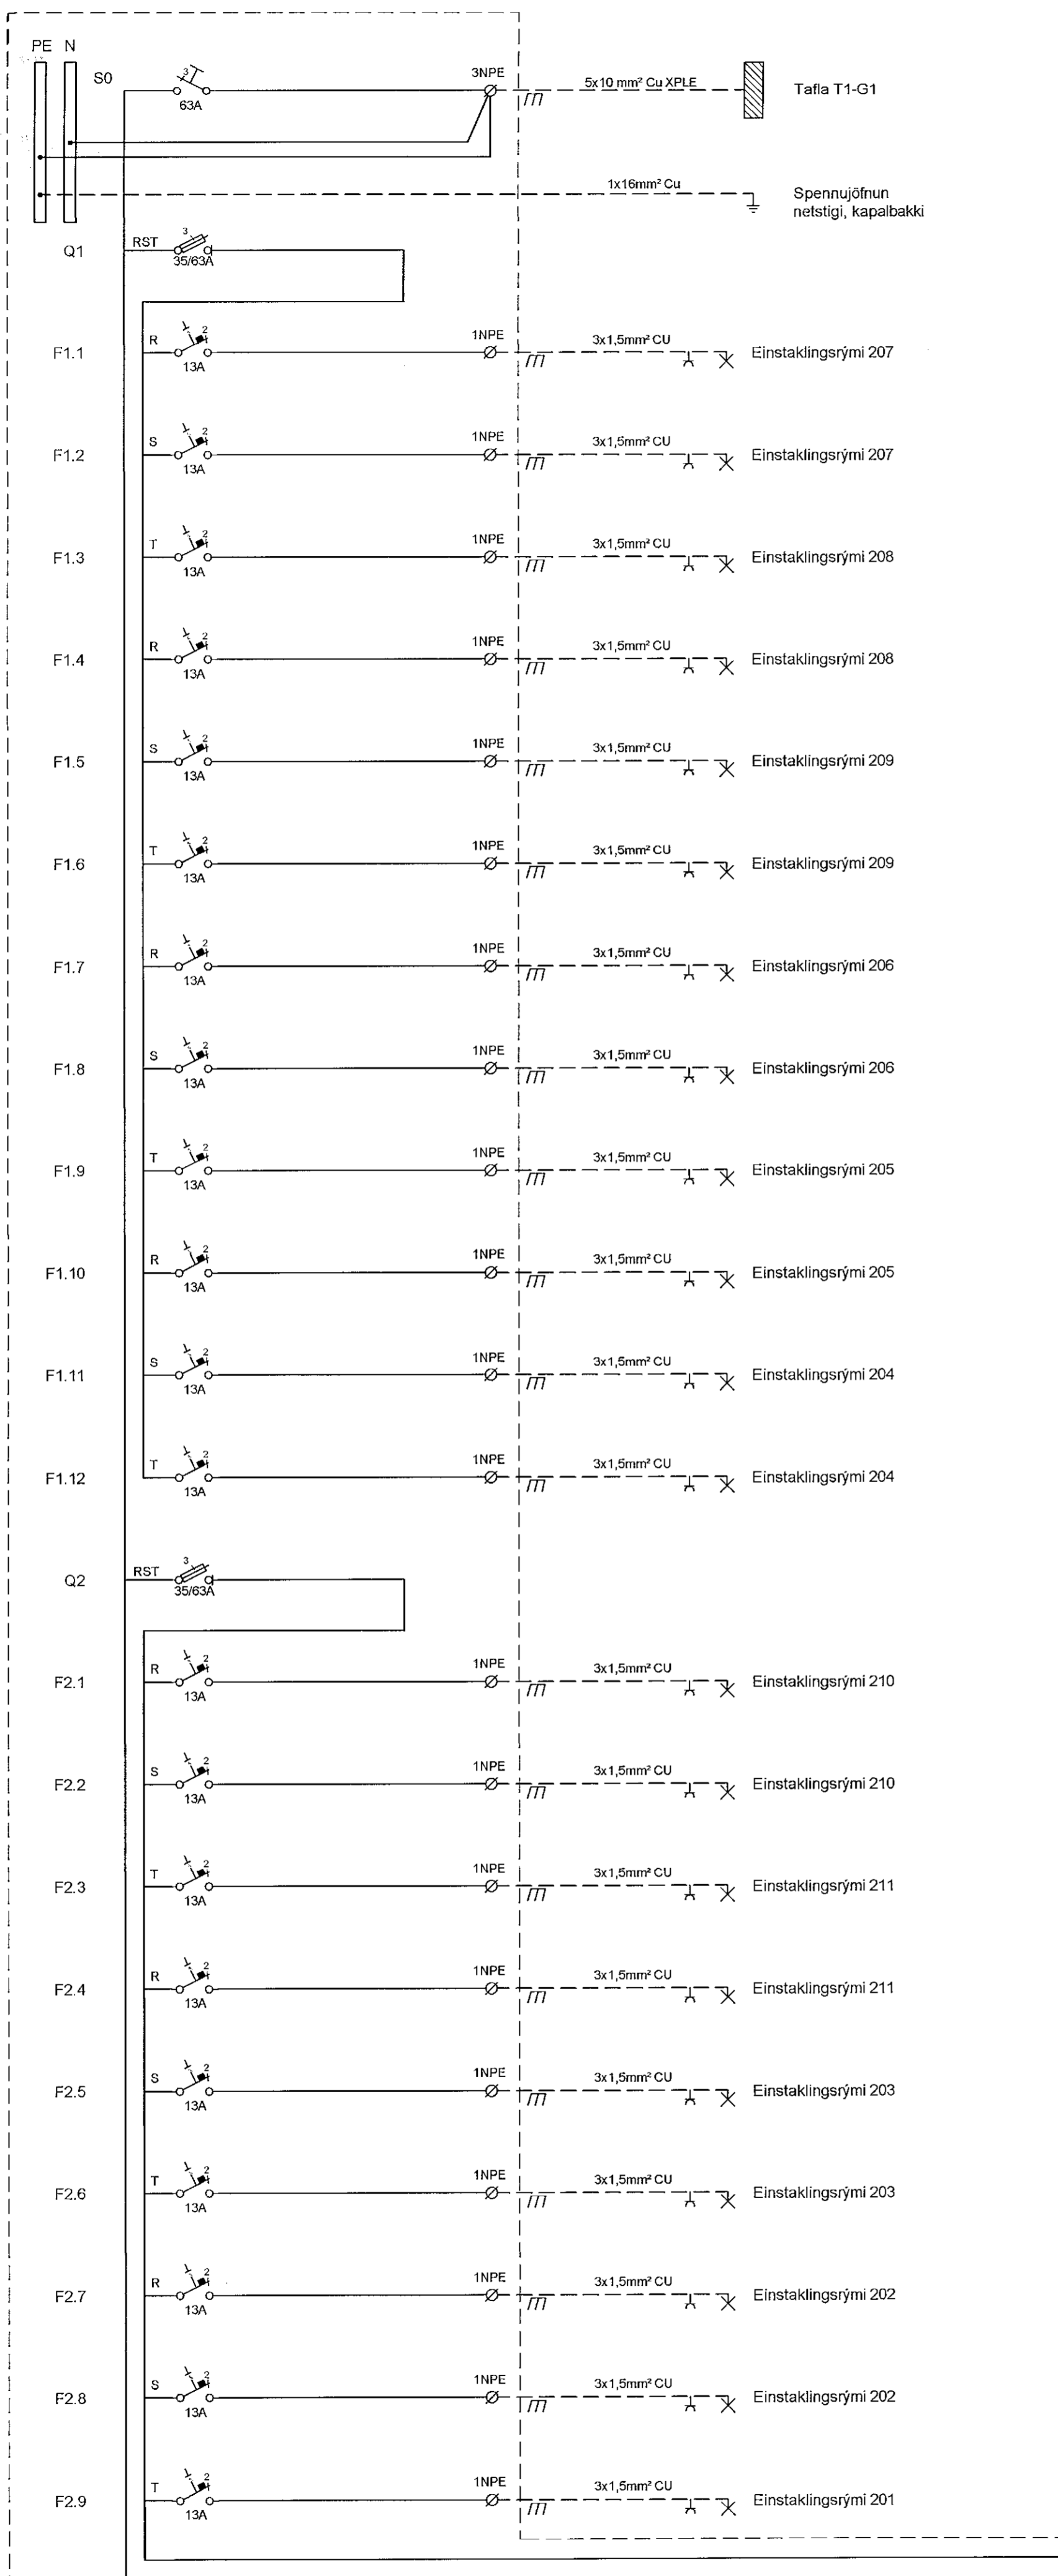 PE N
S0
3
63A
3NPE
5x10 mm² Cu XPLE
Tafla T1-G1
1x16mm² Cu
Spennujöfnun
netstigi, kapalbakki
Q1
RST
3
35/63A
F1.1 R 2 13A 1NPE 3x1,5mm² CU Einstaklingsrými 207
F1.2 S 2 13A 1NPE 3x1,5mm² CU Einstaklingsrými 207
F1.3 T 2 13A 1NPE 3x1,5mm² CU Einstaklingsrými 208
F1.4 R 2 13A 1NPE 3x1,5mm² CU Einstaklingsrými 208
F1.5 S 2 13A 1NPE 3x1,5mm² CU Einstaklingsrými 209
F1.6 T 2 13A 1NPE 3x1,5mm² CU Einstaklingsrými 209
F1.7 R 2 13A 1NPE 3x1,5mm² CU Einstaklingsrými 206
F1.8 S 2 13A 1NPE 3x1,5mm² CU Einstaklingsrými 206
F1.9 T 2 13A 1NPE 3x1,5mm² CU Einstaklingsrými 205
F1.10 R 2 13A 1NPE 3x1,5mm² CU Einstaklingsrými 205
F1.11 S 2 13A 1NPE 3x1,5mm² CU Einstaklingsrými 204
F1.12 T 2 13A 1NPE 3x1,5mm² CU Einstaklingsrými 204
Q2
RST
3
35/63A
F2.1 R 2 13A 1NPE 3x1,5mm² CU Einstaklingsrými 210
F2.2 S 2 13A 1NPE 3x1,5mm² CU Einstaklingsrými 210
F2.3 T 2 13A 1NPE 3x1,5mm² CU Einstaklingsrými 211
F2.4 R 2 13A 1NPE 3x1,5mm² CU Einstaklingsrými 211
F2.5 S 2 13A 1NPE 3x1,5mm² CU Einstaklingsrými 203
F2.6 T 2 13A 1NPE 3x1,5mm² CU Einstaklingsrými 203
F2.7 R 2 13A 1NPE 3x1,5mm² CU Einstaklingsrými 202
F2.8 S 2 13A 1NPE 3x1,5mm² CU Einstaklingsrými 202
F2.9 T 2 13A 1NPE 3x1,5mm² CU Einstaklingsrými 201